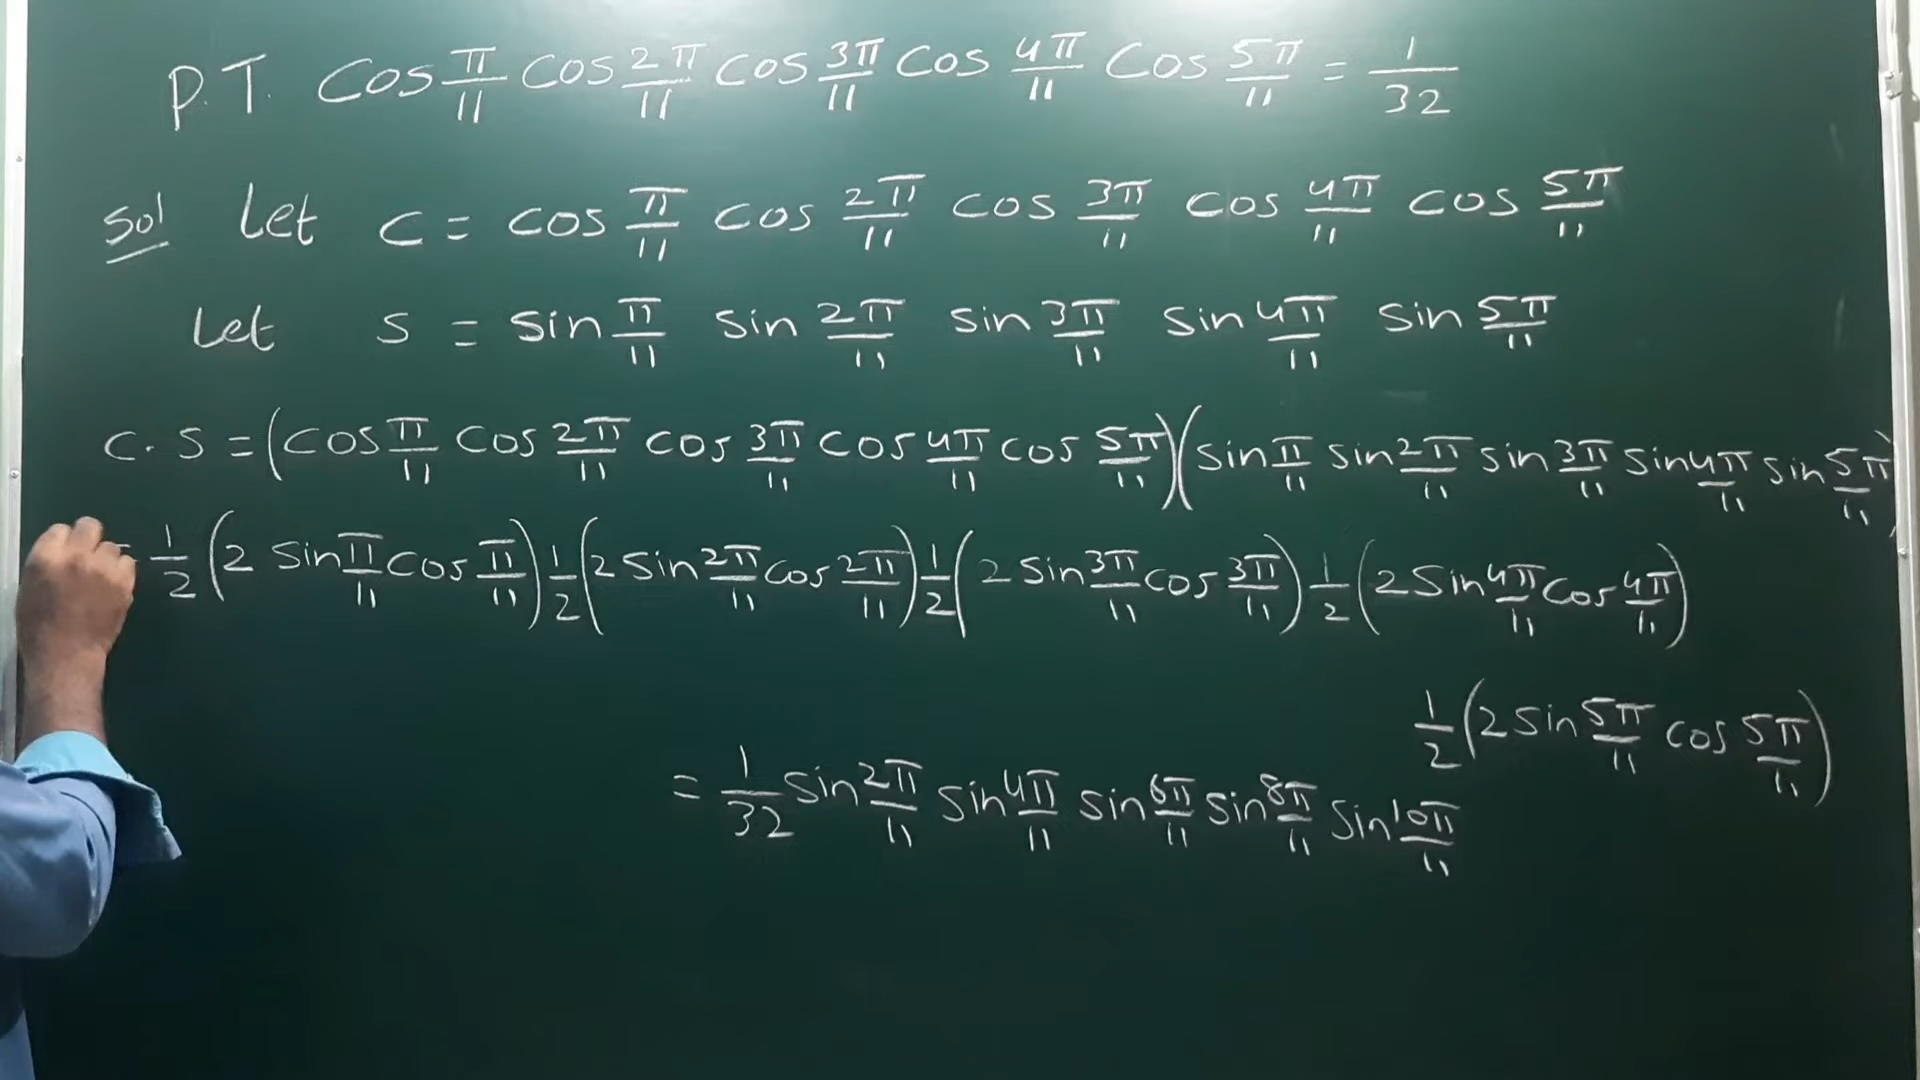 P.T. Cos π/11 cos 2π/11 cos 3π/11 cos 4π/11 cos 5π/11 = 1/32
Sol Let C = cos π/11 cos 2π/11 cos 3π/11 cos 4π/11 cos 5π/11
Let S = sin π/11 sin 2π/11 sin 3π/11 sin 4π/11 sin 5π/11
C.S = (cos π/11 cos 2π/11 cos 3π/11 cos 4π/11 cos 5π/11)(sin π/11 sin 2π/11 sin 3π/11 sin 4π/11 sin 5π/11)
= 1/2 (2 sin π/11 cos π/11) 1/2 (2 sin 2π/11 cos 2π/11) 1/2 (2 sin 3π/11 cos 3π/11) 1/2 (2 sin 4π/11 cos 4π/11)
1/2 (2 sin 5π/11 cos 5π/11)
= 1/32 sin 2π/11 sin 4π/11 sin 6π/11 sin 8π/11 sin 10π/11